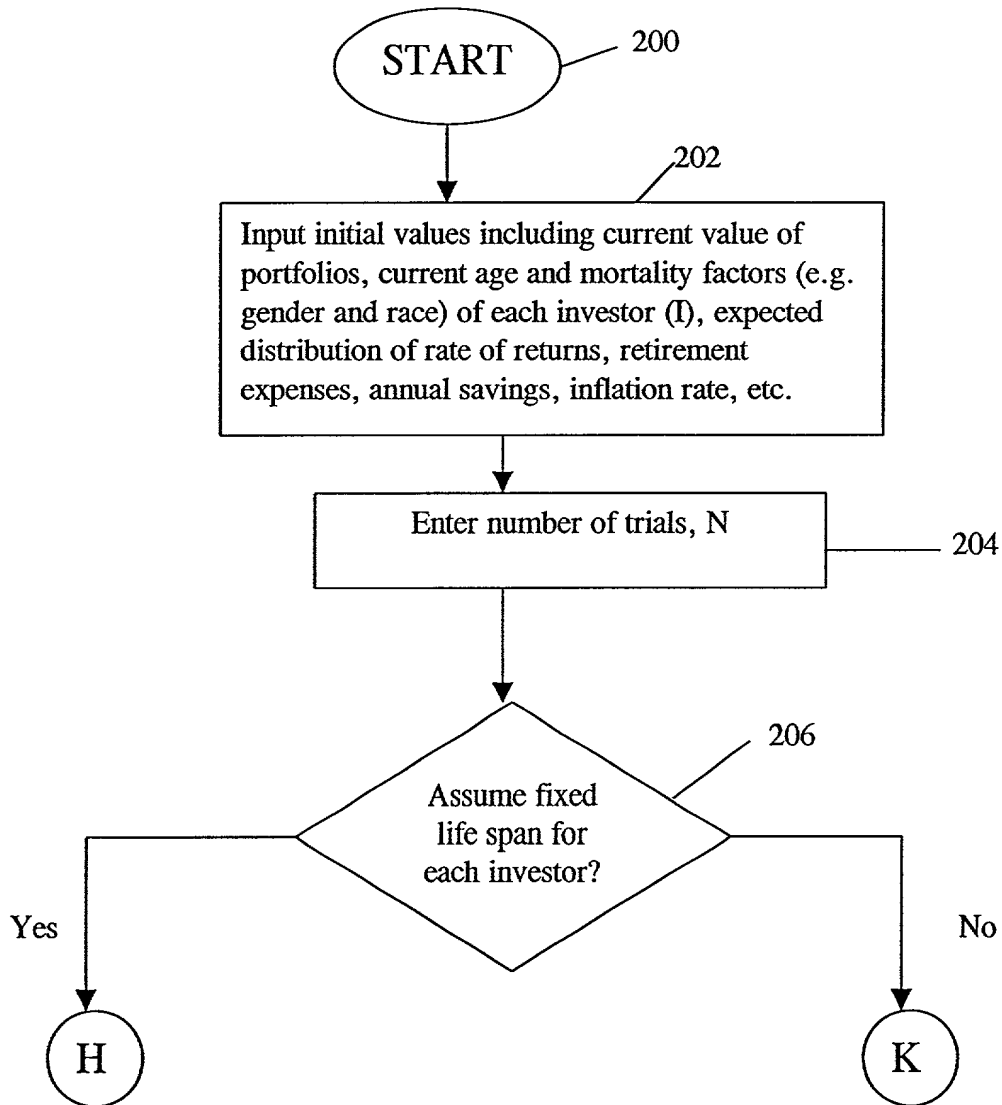 START
200
202
Input initial values including current value of
portfolios, current age and mortality factors (e.g.
gender and race) of each investor (I), expected
distribution of rate of returns, retirement
expenses, annual savings, inflation rate, etc.
Enter number of trials, N
204
206
Assume fixed
life span for
each investor?
Yes
No
H
K